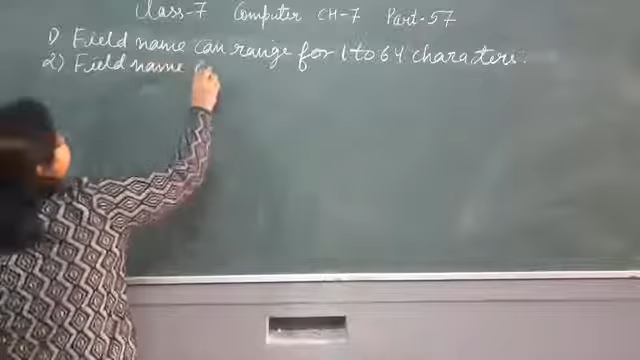 Class-7 Computer CH-7 Part-57
1) Field name can range for 1 to 64 characters.
2) Field name